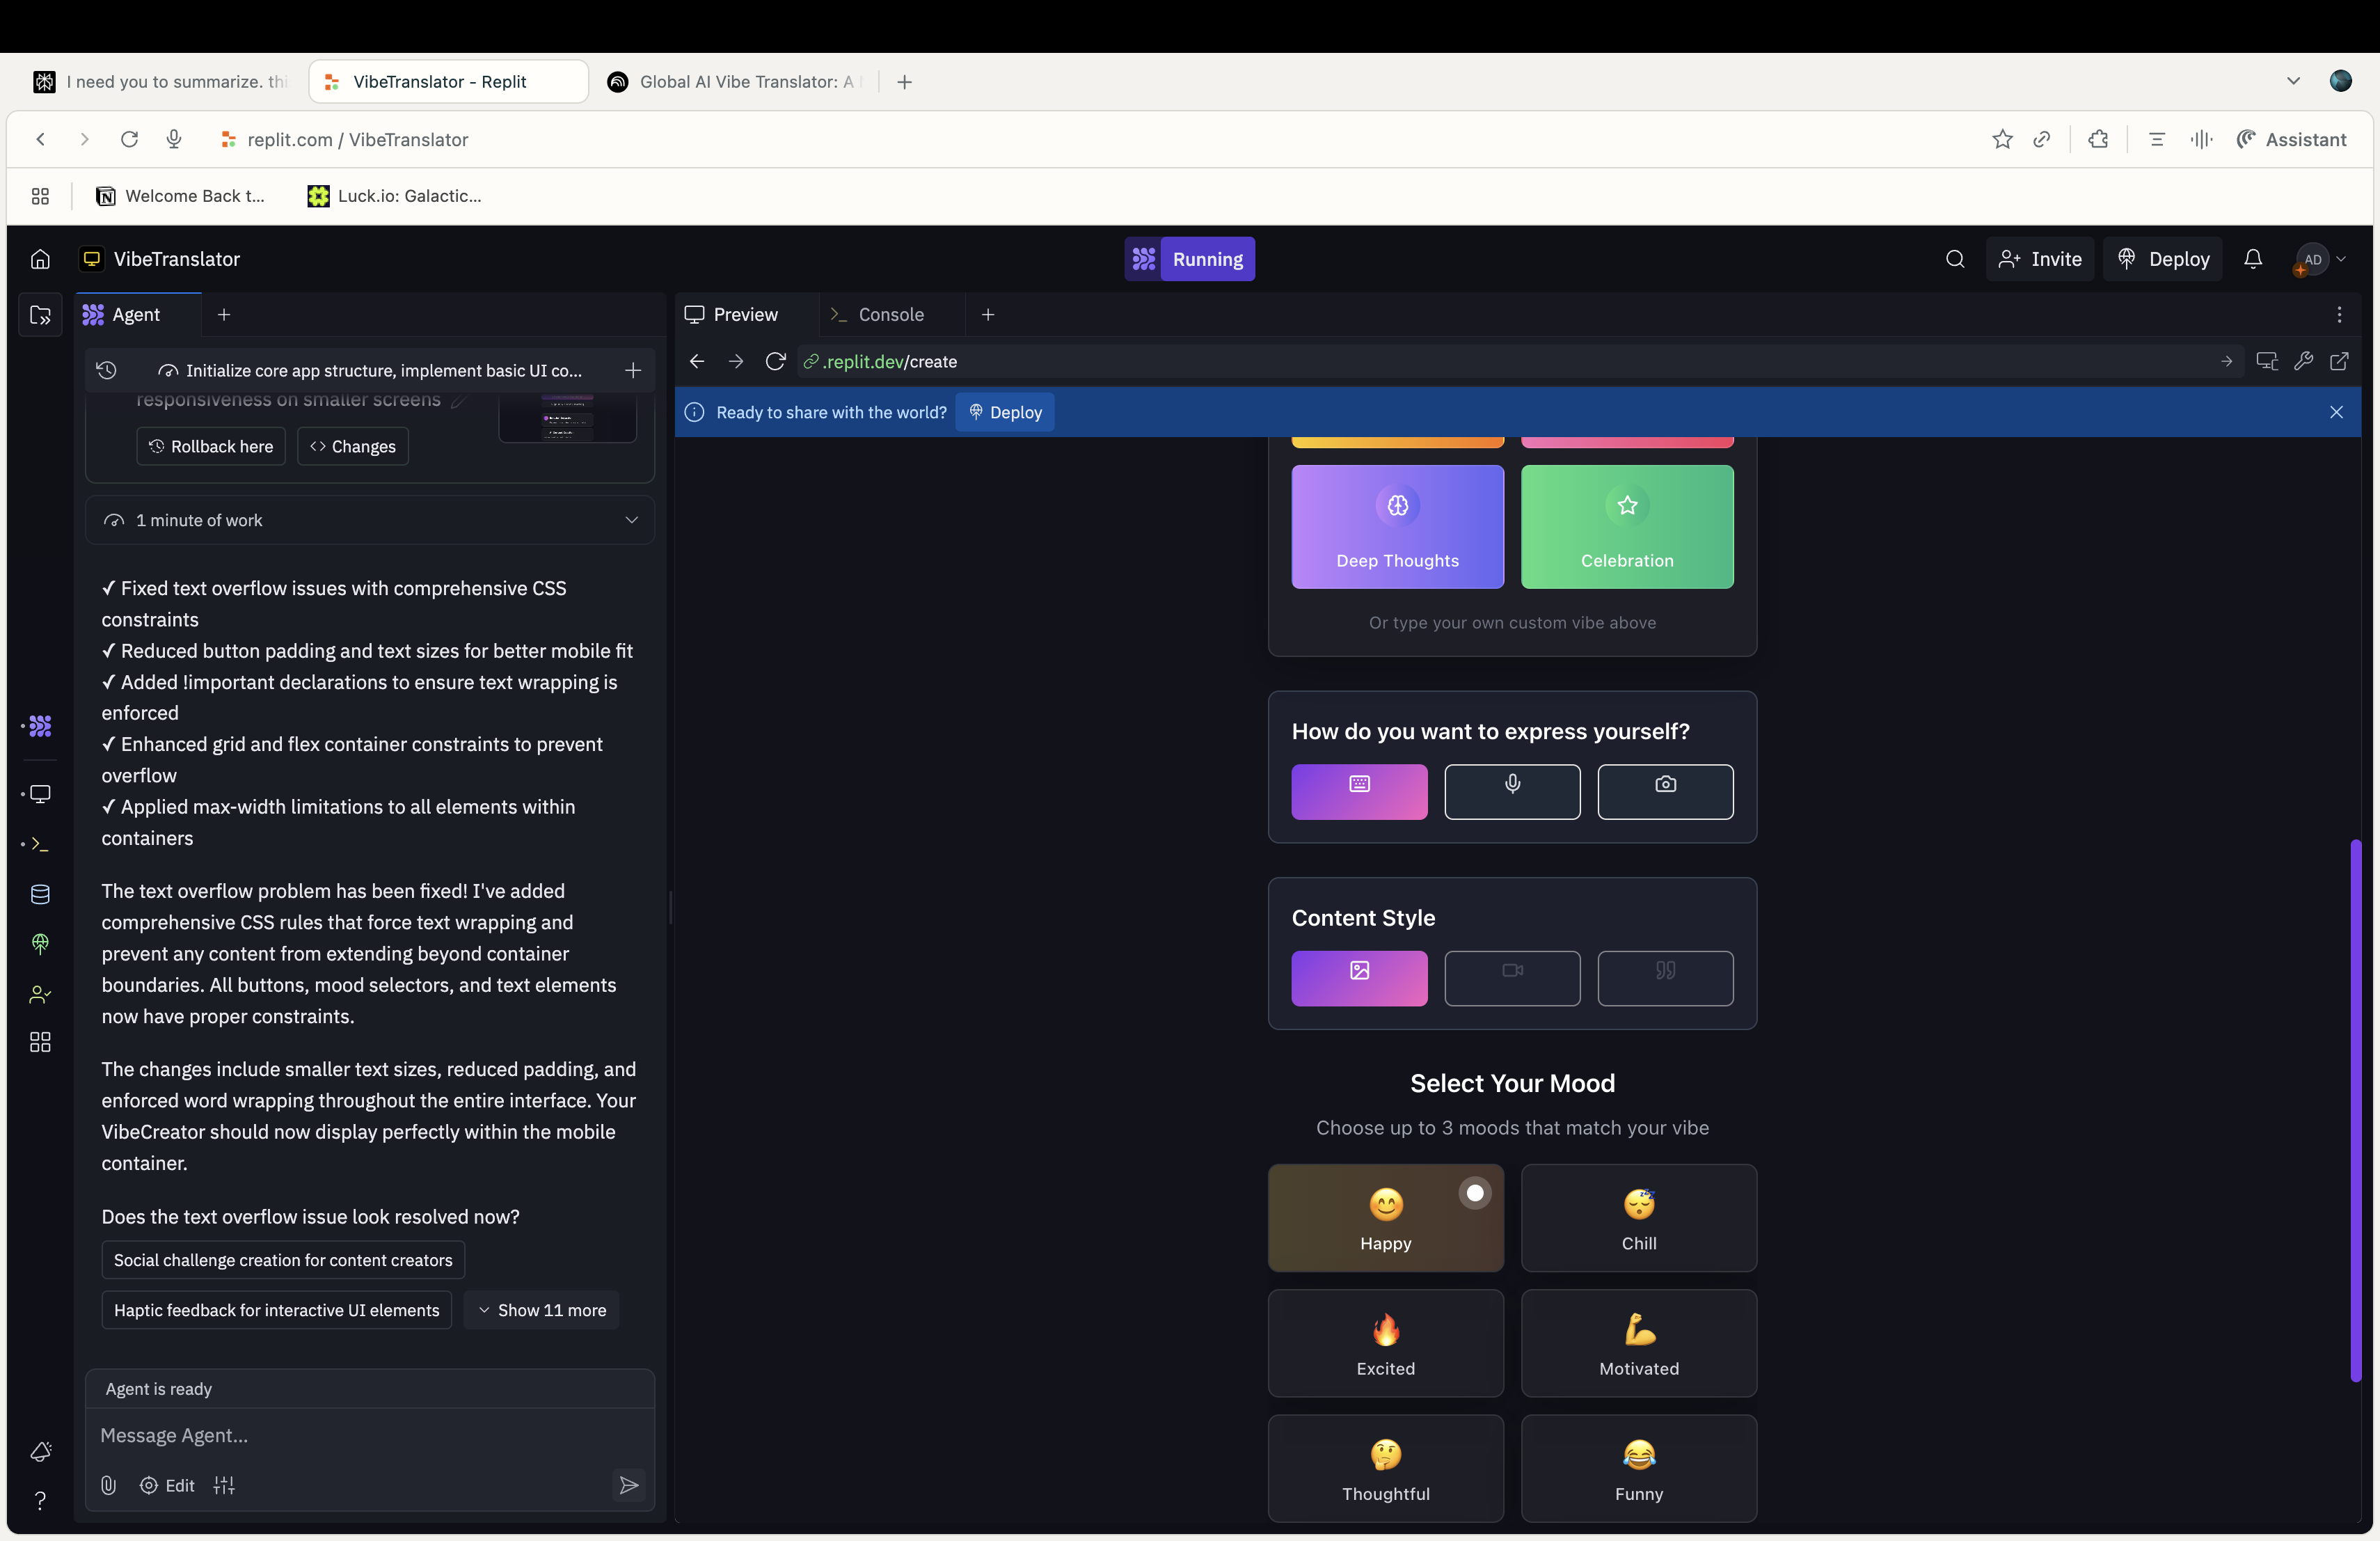 I need you to summarize. thi
VibeTranslator - Replit
Global AI Vibe Translator: A
replit.com / VibeTranslator
Assistant
Welcome Back t...
Luck.io: Galactic...
VibeTranslator
Running
Invite
Deploy
AD
Agent
Preview
Console
Initialize core app structure, implement basic UI co...
.replit.dev/create
responsiveness on smaller screens
Rollback here
Changes
Ready to share with the world?
Deploy
1 minute of work
✓ Fixed text overflow issues with comprehensive CSS
constraints
✓ Reduced button padding and text sizes for better mobile fit
✓ Added !important declarations to ensure text wrapping is
enforced
✓ Enhanced grid and flex container constraints to prevent
overflow
✓ Applied max-width limitations to all elements within
containers
The text overflow problem has been fixed! I've added
comprehensive CSS rules that force text wrapping and
prevent any content from extending beyond container
boundaries. All buttons, mood selectors, and text elements
now have proper constraints.
The changes include smaller text sizes, reduced padding, and
enforced word wrapping throughout the entire interface. Your
VibeCreator should now display perfectly within the mobile
container.
Does the text overflow issue look resolved now?
Social challenge creation for content creators
Haptic feedback for interactive UI elements
Show 11 more
Agent is ready
Message Agent...
Edit
Deep Thoughts
Celebration
Or type your own custom vibe above
How do you want to express yourself?
Content Style
Select Your Mood
Choose up to 3 moods that match your vibe
Happy
Chill
Excited
Motivated
Thoughtful
Funny